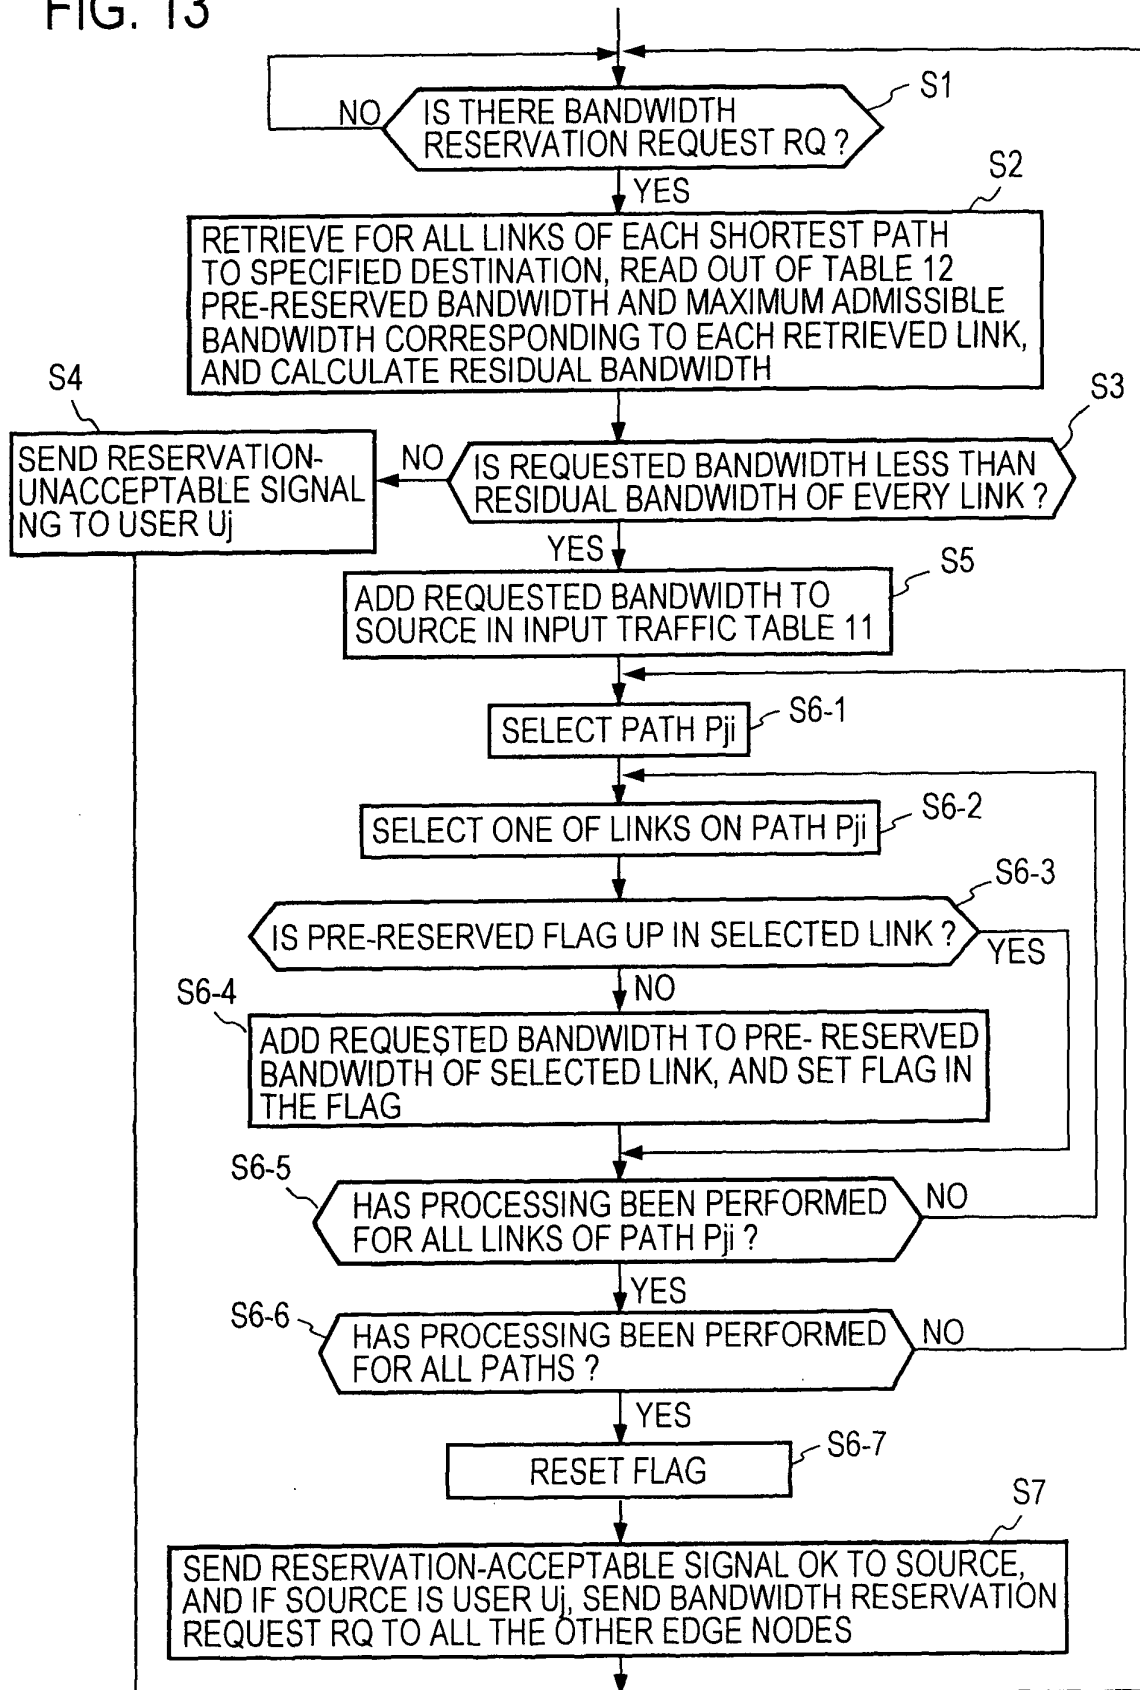 FIG. 13
S1
NO
IS THERE BANDWIDTH
RESERVATION REQUEST RQ ?
YES
S2
RETRIEVE FOR ALL LINKS OF EACH SHORTEST PATH
TO SPECIFIED DESTINATION, READ OUT OF TABLE 12
PRE-RESERVED BANDWIDTH AND MAXIMUM ADMISSIBLE
BANDWIDTH CORRESPONDING TO EACH RETRIEVED LINK,
AND CALCULATE RESIDUAL BANDWIDTH
S4
S3
SEND RESERVATION-
UNACCEPTABLE SIGNAL
NG TO USER Uj
NO
IS REQUESTED BANDWIDTH LESS THAN
RESIDUAL BANDWIDTH OF EVERY LINK ?
YES
S5
ADD REQUESTED BANDWIDTH TO
SOURCE IN INPUT TRAFFIC TABLE 11
S6-1
SELECT PATH Pji
S6-2
SELECT ONE OF LINKS ON PATH Pji
S6-3
IS PRE-RESERVED FLAG UP IN SELECTED LINK ?
YES
NO
S6-4
ADD REQUESTED BANDWIDTH TO PRE- RESERVED
BANDWIDTH OF SELECTED LINK, AND SET FLAG IN
THE FLAG
S6-5
HAS PROCESSING BEEN PERFORMED
FOR ALL LINKS OF PATH Pji ?
NO
YES
S6-6
HAS PROCESSING BEEN PERFORMED
FOR ALL PATHS ?
NO
YES
S6-7
RESET FLAG
S7
SEND RESERVATION-ACCEPTABLE SIGNAL OK TO SOURCE,
AND IF SOURCE IS USER Uj, SEND BANDWIDTH RESERVATION
REQUEST RQ TO ALL THE OTHER EDGE NODES